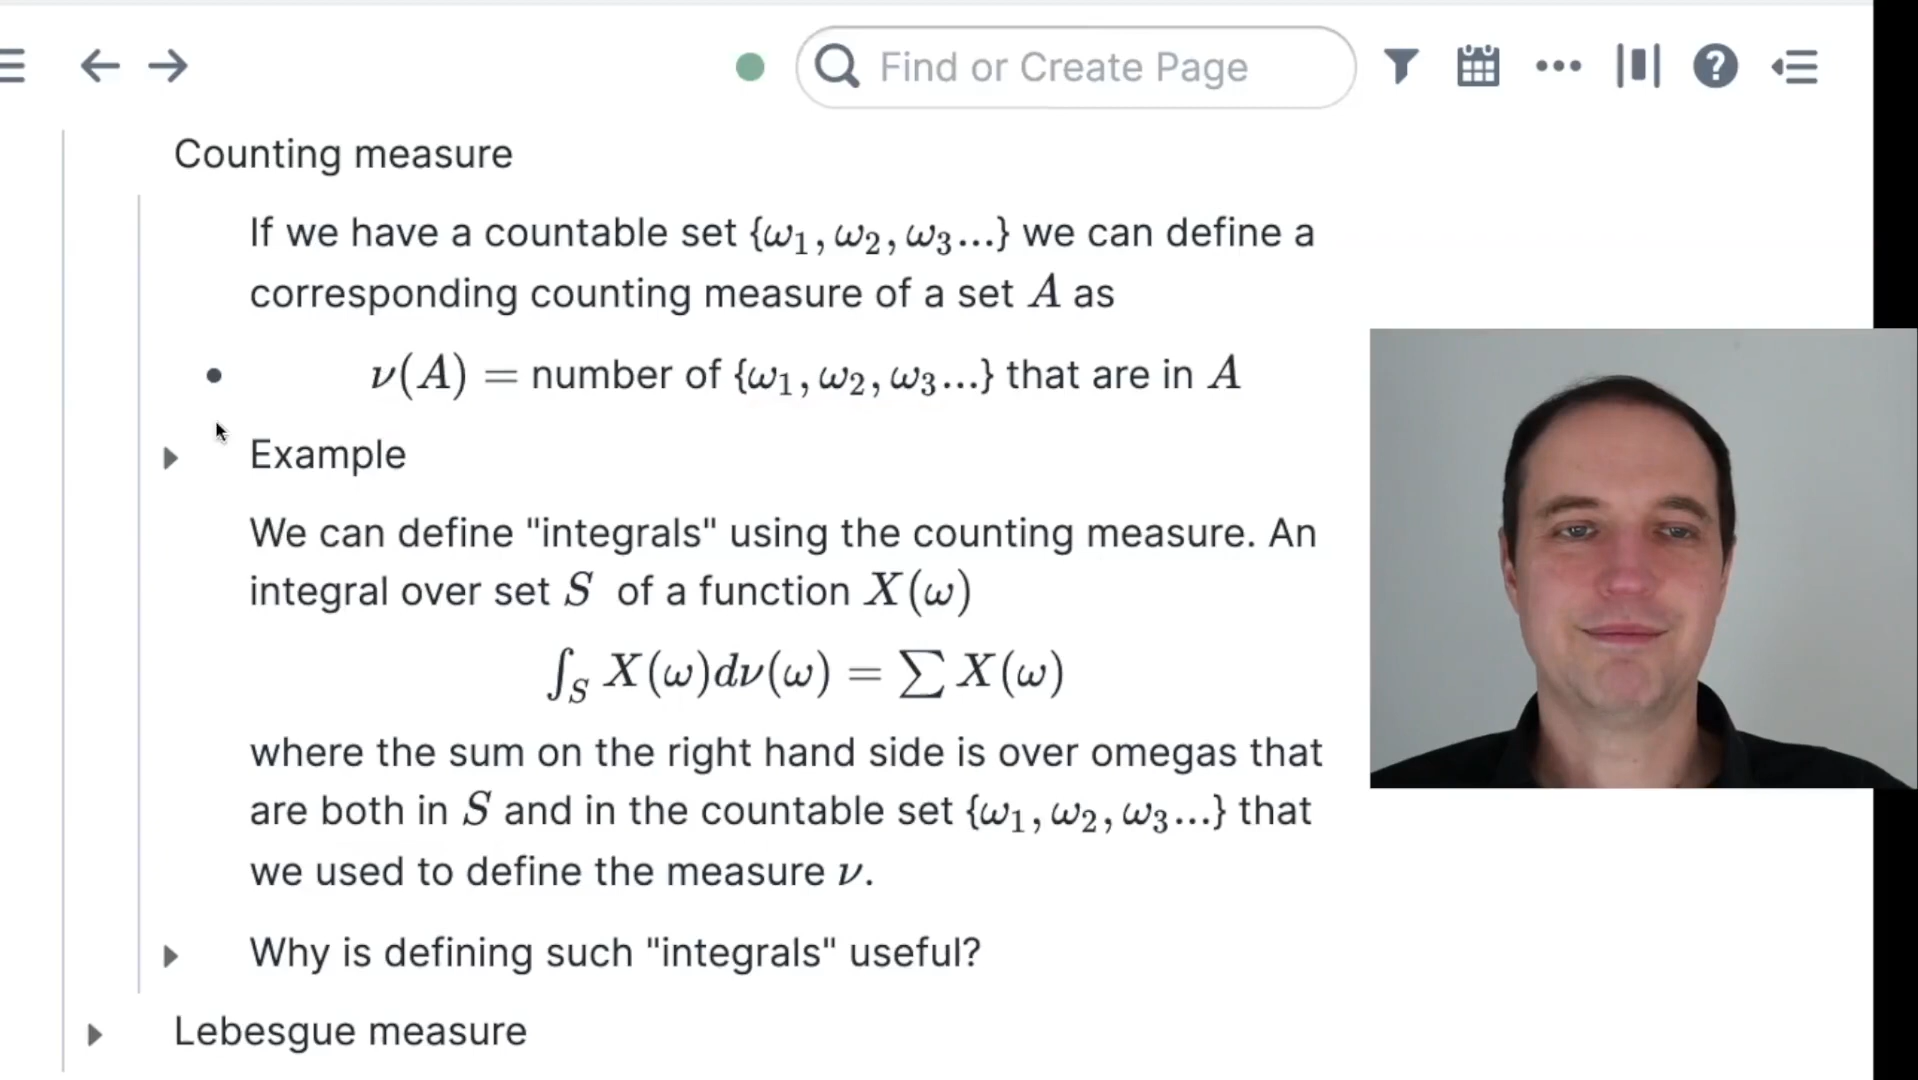 Find or Create Page
Counting measure
If we have a countable set {ω₁, ω₂, ω₃...} we can define a
corresponding counting measure of a set A as
ν(A) = number of {ω₁, ω₂, ω₃...} that are in A
Example
We can define "integrals" using the counting measure. An
integral over set S of a function X(ω)
∫_S X(ω)dν(ω) = ∑ X(ω)
where the sum on the right hand side is over omegas that
are both in S and in the countable set {ω₁, ω₂, ω₃...} that
we used to define the measure ν.
Why is defining such "integrals" useful?
Lebesgue measure